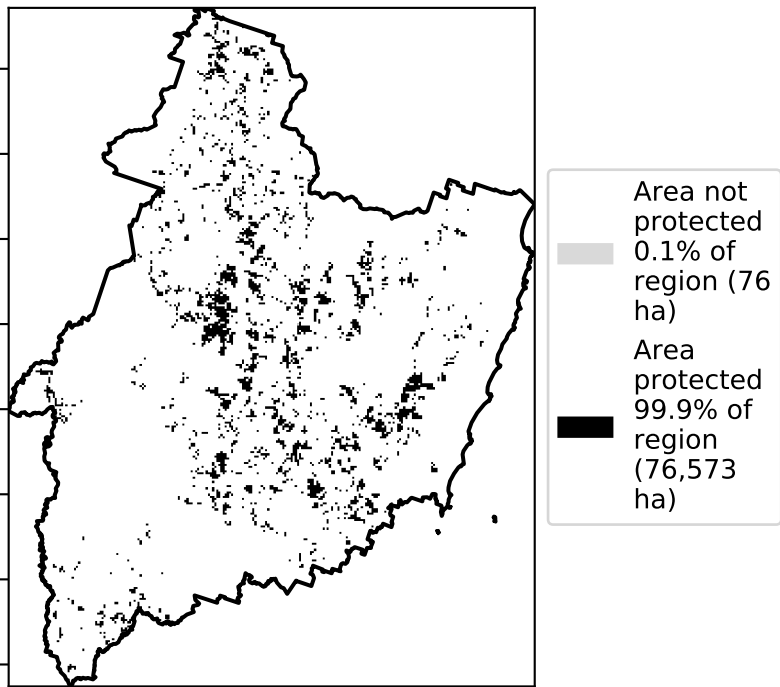 Area not
protected
0.1% of
region (76
ha)
Area
protected
99.9% of
region
(76,573
ha)